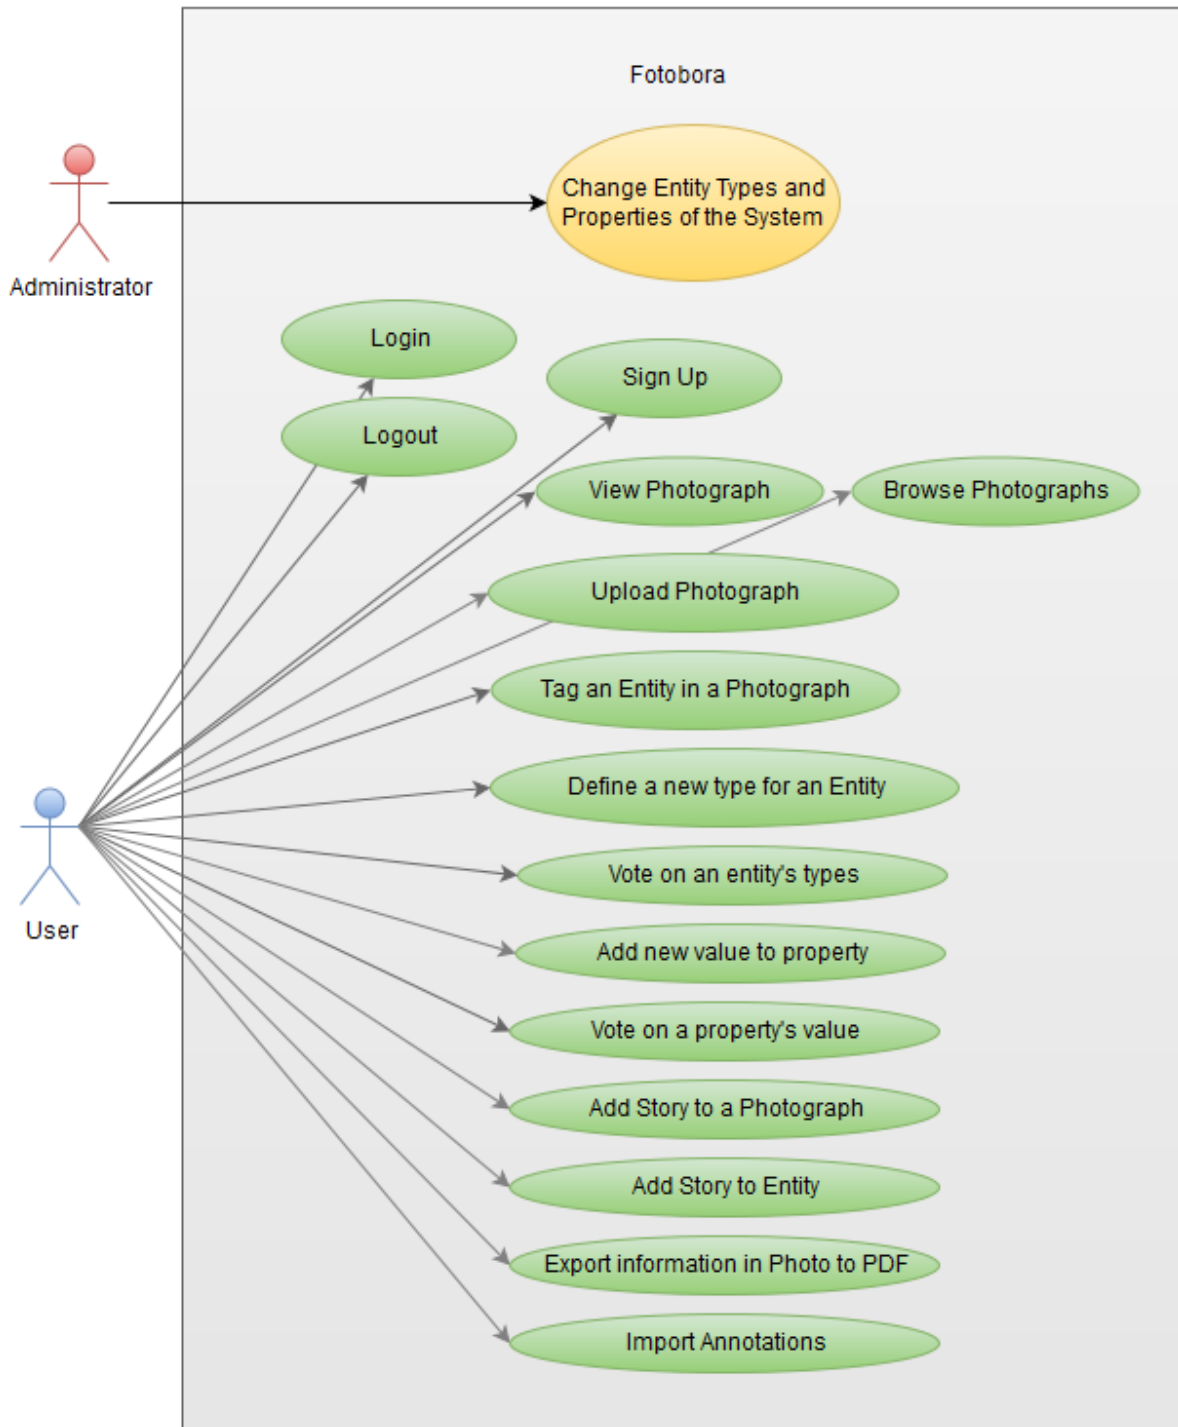 Fotobora
Change Entity Types and
Properties of the System
Administrator
Login
Sign Up
Logout
View Photograph
Browse Photographs
Upload Photograph
Tag an Entity in a Photograph
Define a new type for an Entity
Vote on an entity's types
User
Add new value to property
Vote on a property's value
Add Story to a Photograph
Add Story to Entity
Export information in Photo to PDF
Import Annotations